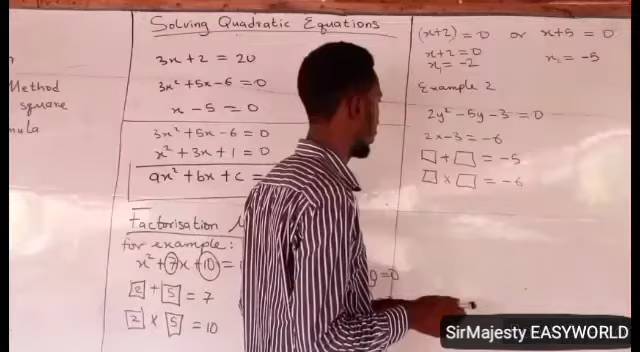 Solving Quadratic Equations
Method
square
3x + 2 = 20
3x² + 5x - 6 = 0
x - 5 = 0
3x² + 5x - 6 = 0
x² + 3x + 1 = 0
ax² + bx + c =
Factorisation
for example:
x² + 7x + 10 =
2 + 5 = 7
2 × 5 = 10
= 0
(x+2) = 0 or x+5 = 0
x+2 = 0
x₁ = -2
x₂ = -5
Example 2
2y² - 5y - 3 = 0
2 x -3 = -6
□ + □ = -5
□ × □ = -6
SirMajesty EASYWORLD